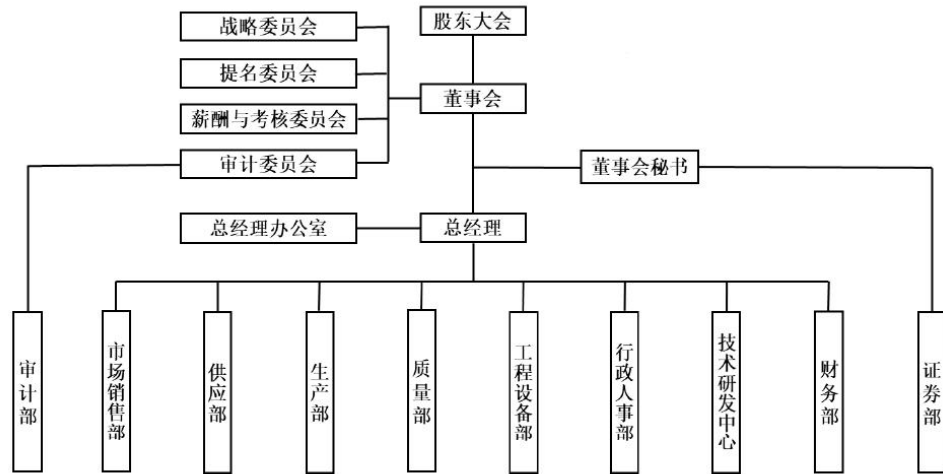 战略委员会
股东大会
提名委员会
董事会
薪酬与考核委员会
审计委员会
董事会秘书
总经理办公室
总经理
审计部
市场销售部
供应部
生产部
质量部
工程设备部
行政人事部
技术研发中心
财务部
证券部